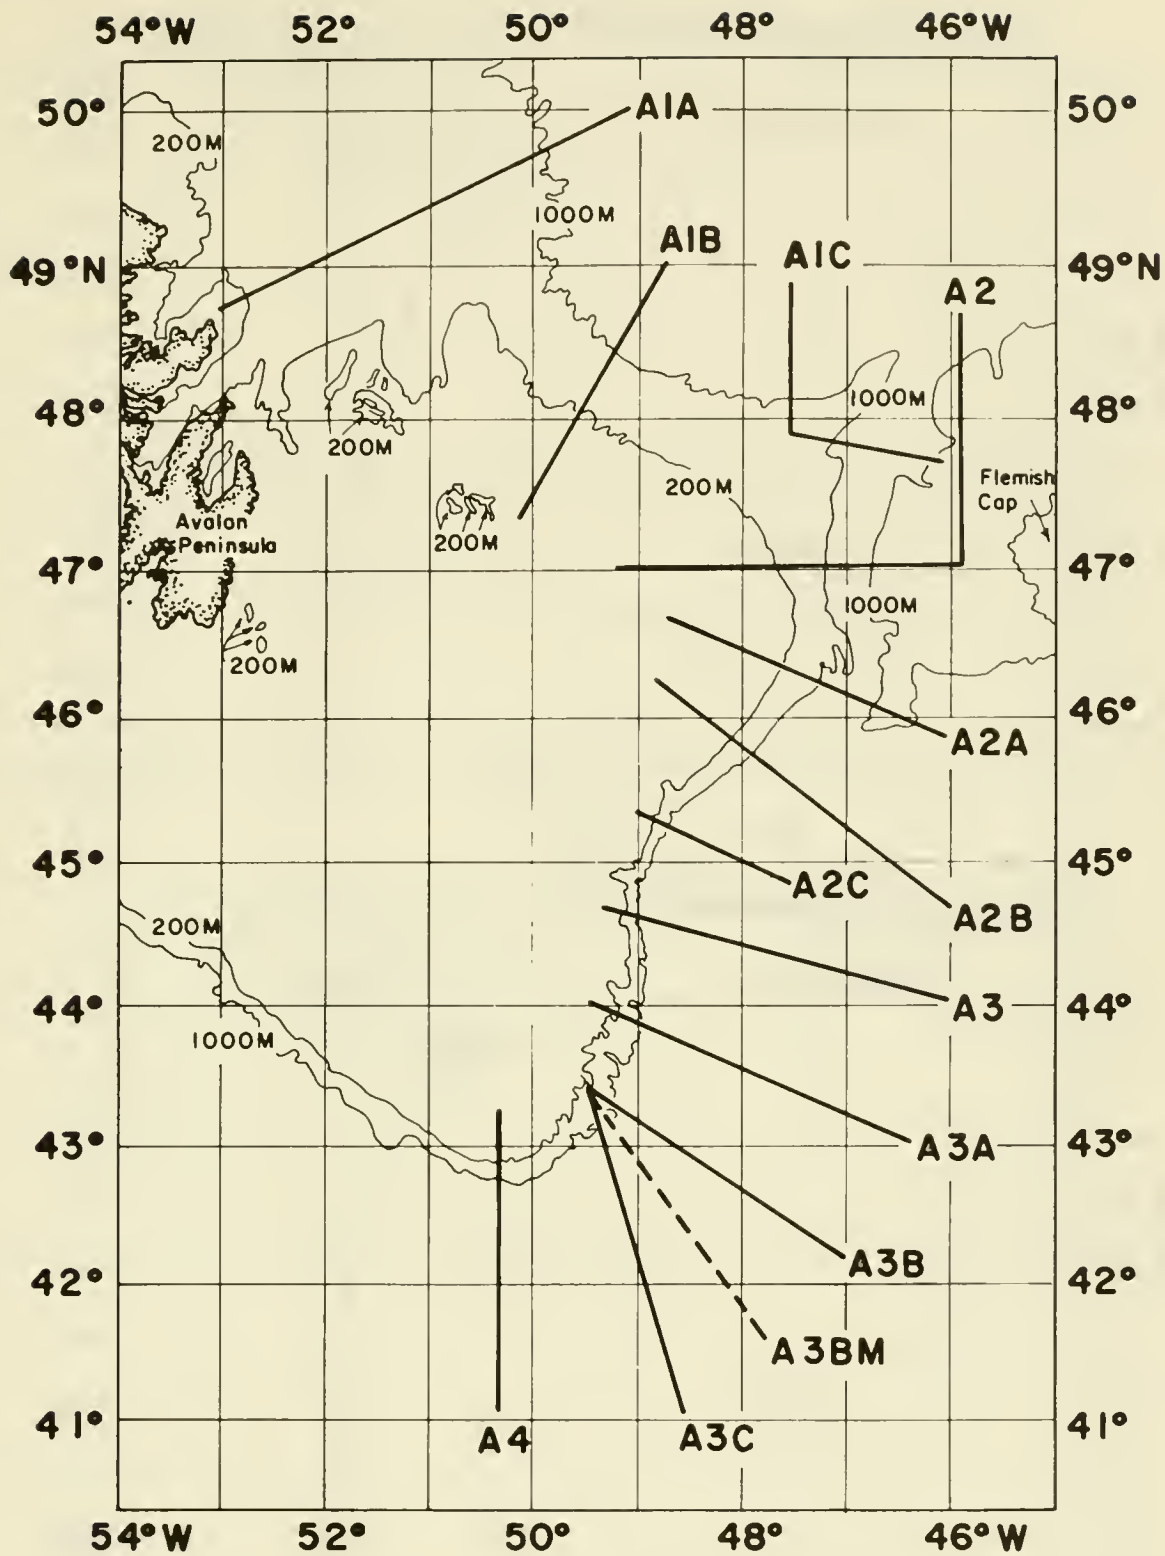 54°W 52° 50° 48° 46°
50° A1A 50°
200M
1000M
A1B A1C
49°N 49°N
A2
1000M
48° 48°
200M
200M
Flemish
Cap
Avalon
Peninsula
200M
47° 47°
1000M
200M
46° 46°
A2A
45° 45°
A2C
A2B
200M
44° A3 44°
1000M
43° A3A 43°
A3B
42° 42°
A3BM
41° 41°
A4 A3C
54°W 52° 50° 48° 46°